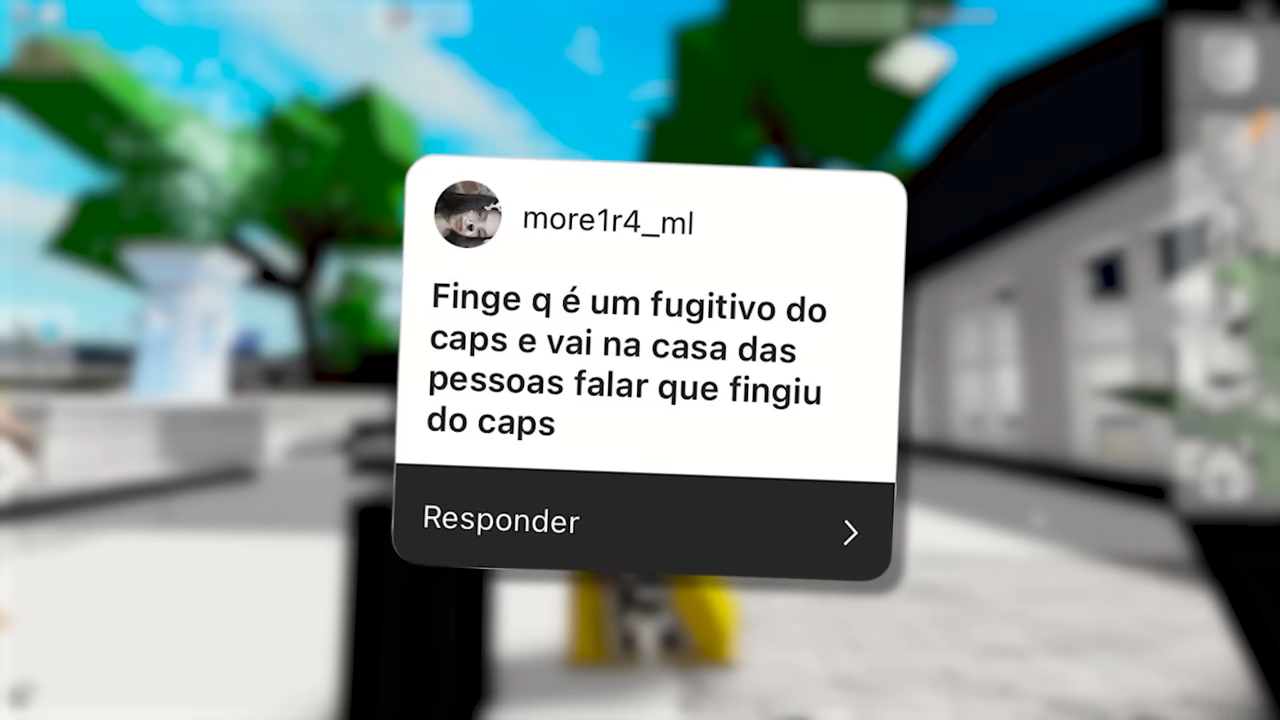 more1r4_ml
Finge q é um fugitivo do
caps e vai na casa das
pessoas falar que fingiu
do caps
Responder